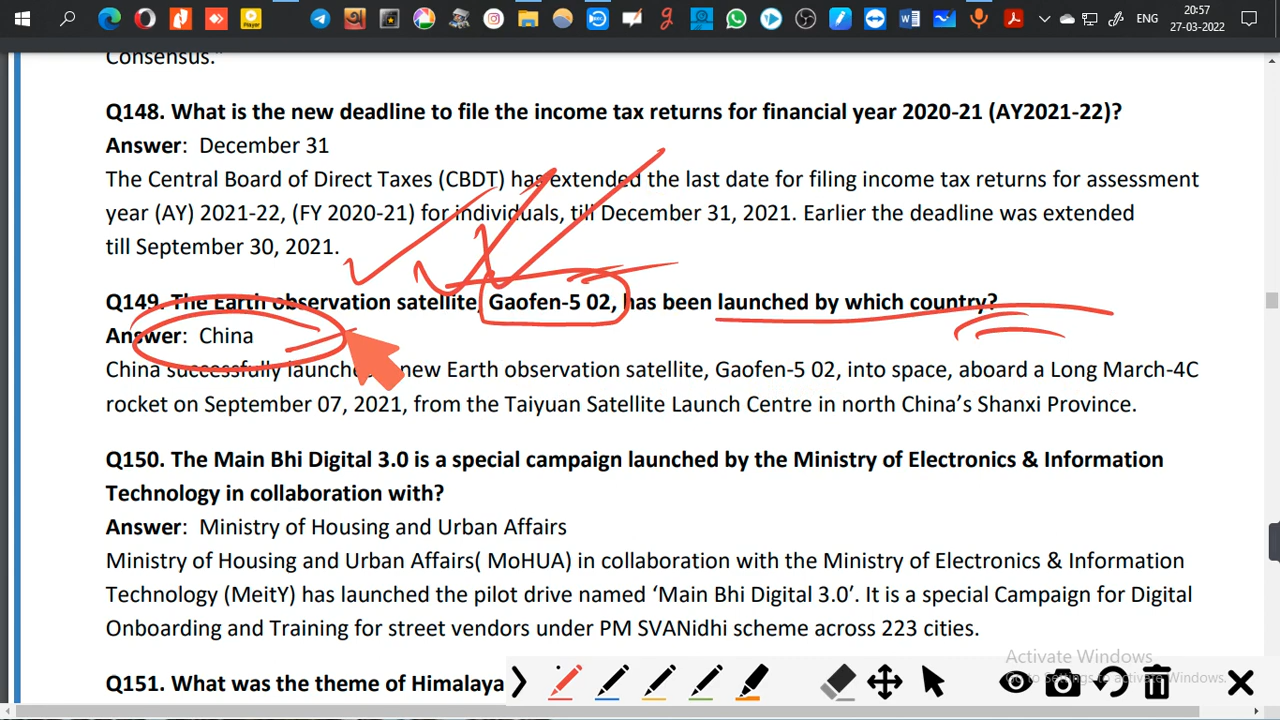 20:57
ENG
27-03-2022
Consensus."
Q148. What is the new deadline to file the income tax returns for financial year 2020-21 (AY2021-22)?
Answer: December 31
The Central Board of Direct Taxes (CBDT) has extended the last date for filing income tax returns for assessment
year (AY) 2021-22, (FY 2020-21) for individuals, till December 31, 2021. Earlier the deadline was extended
till September 30, 2021.
Q149. The Earth observation satellite, Gaofen-5 02, has been launched by which country?
Answer: China
China successfully launched new Earth observation satellite, Gaofen-5 02, into space, aboard a Long March-4C
rocket on September 07, 2021, from the Taiyuan Satellite Launch Centre in north China's Shanxi Province.
Q150. The Main Bhi Digital 3.0 is a special campaign launched by the Ministry of Electronics & Information
Technology in collaboration with?
Answer: Ministry of Housing and Urban Affairs
Ministry of Housing and Urban Affairs( MoHUA) in collaboration with the Ministry of Electronics & Information
Technology (MeitY) has launched the pilot drive named 'Main Bhi Digital 3.0'. It is a special Campaign for Digital
Onboarding and Training for street vendors under PM SVANidhi scheme across 223 cities.
Activate Windows
Go to Settings to activate Windows.
Q151. What was the theme of Himalaya